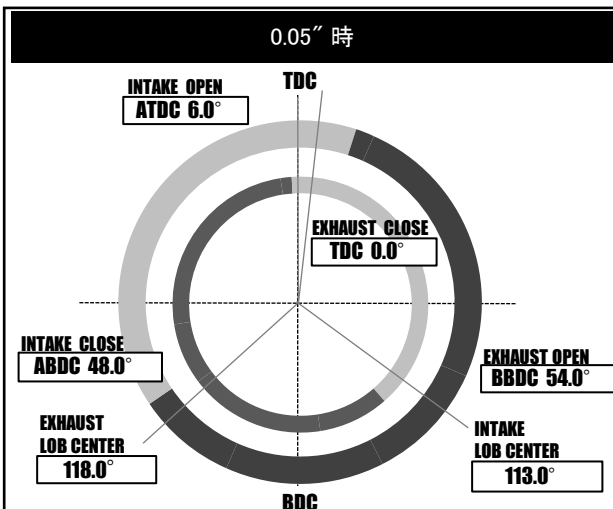 0.05″ 時
INTAKE OPEN
ATDC 6.0°
TDC
EXHAUST CLOSE
TDC 0.0°
INTAKE CLOSE
ABDC 48.0°
EXHAUST OPEN
BBDC 54.0°
EXHAUST
LOB CENTER
118.0°
INTAKE
LOB CENTER
113.0°
BDC